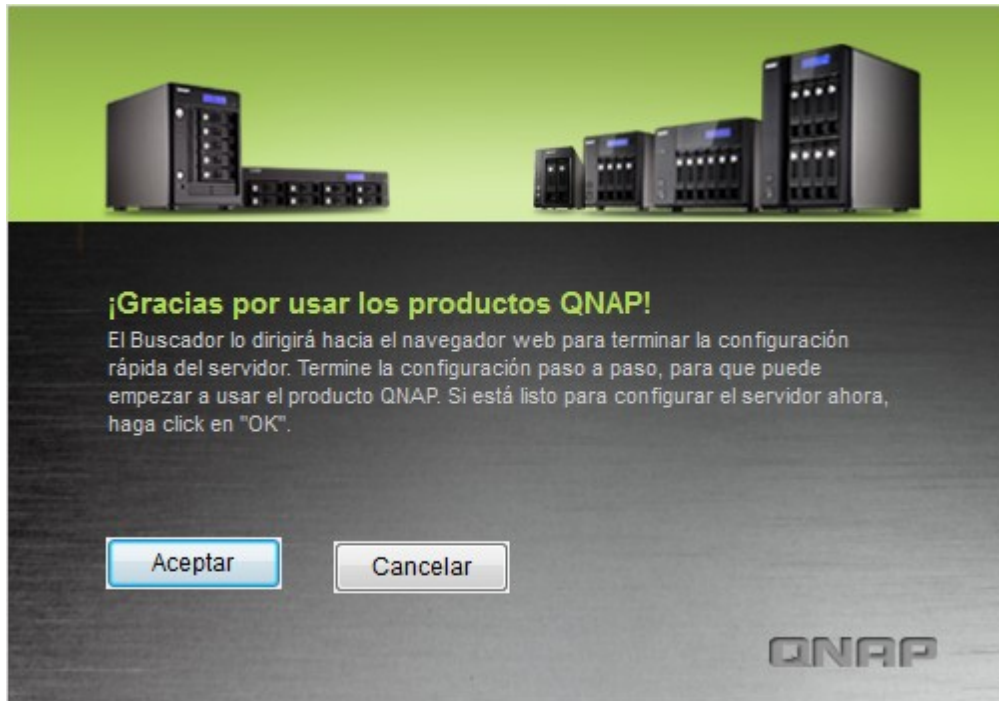 ¡Gracias por usar los productos QNAP!
El Buscador lo dirigirá hacia el navegador web para terminar la configuración
rápida del servidor. Termine la configuración paso a paso, para que puede
empezar a usar el producto QNAP. Si está listo para configurar el servidor ahora,
haga click en "OK".
Aceptar
Cancelar
QNAP